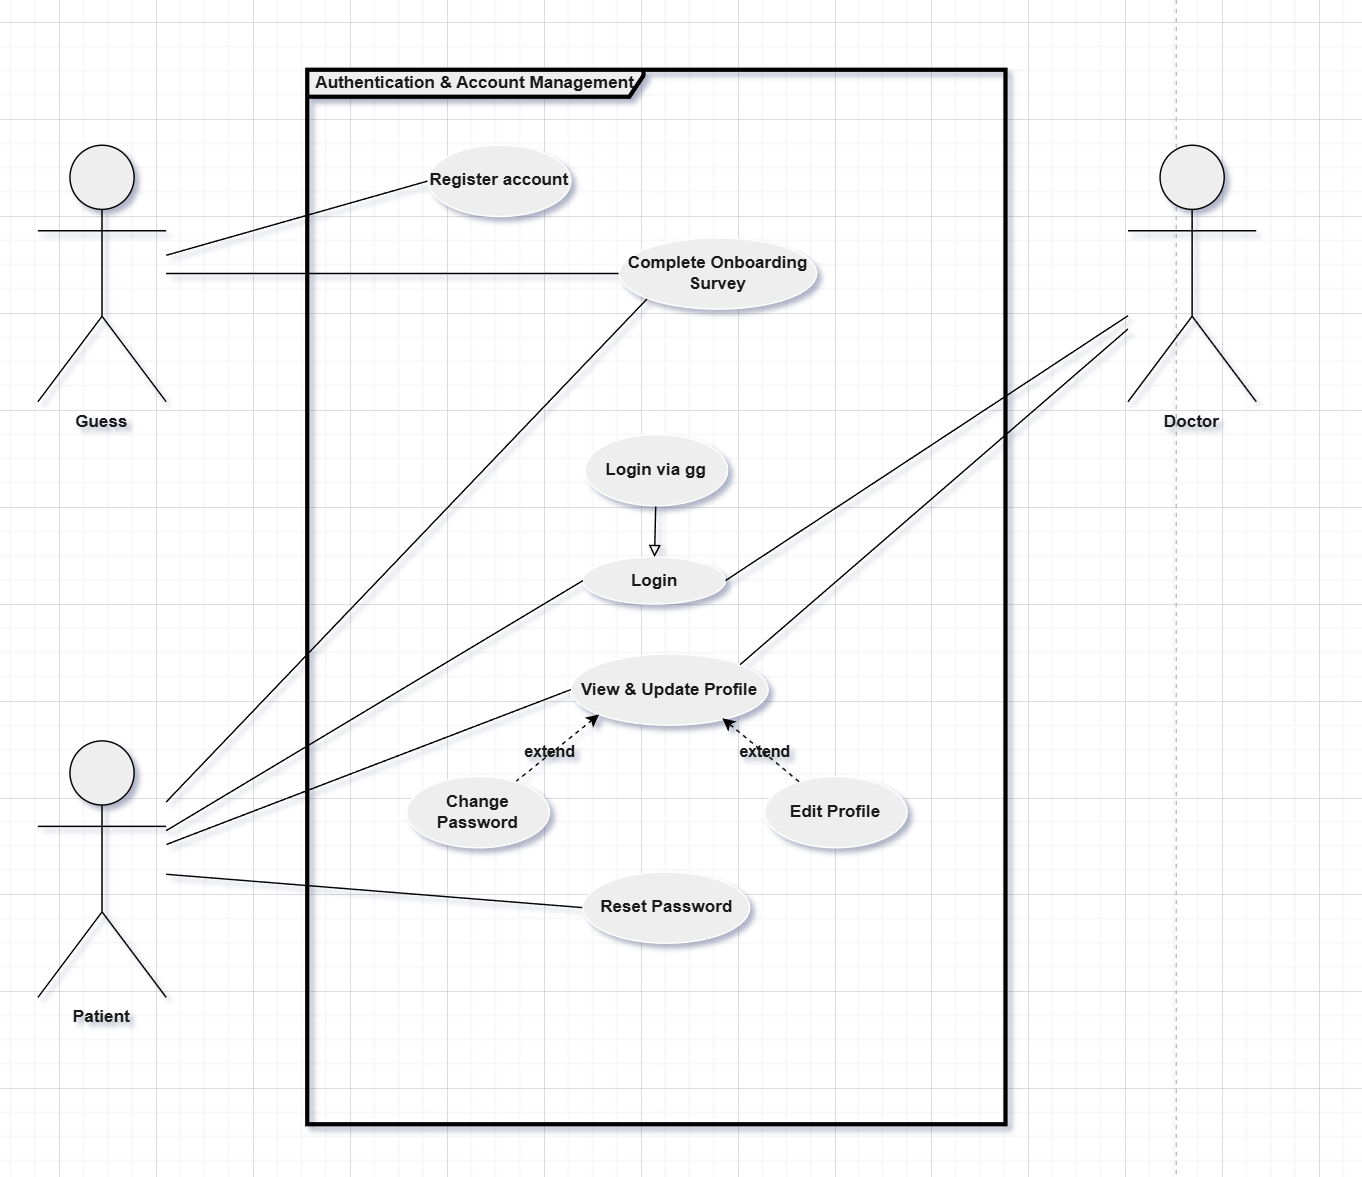 Authentication & Account Management
Register account
Complete Onboarding
Survey
Guess
Doctor
Login via gg
Login
View & Update Profile
extend
extend
Change
Password
Edit Profile
Reset Password
Patient